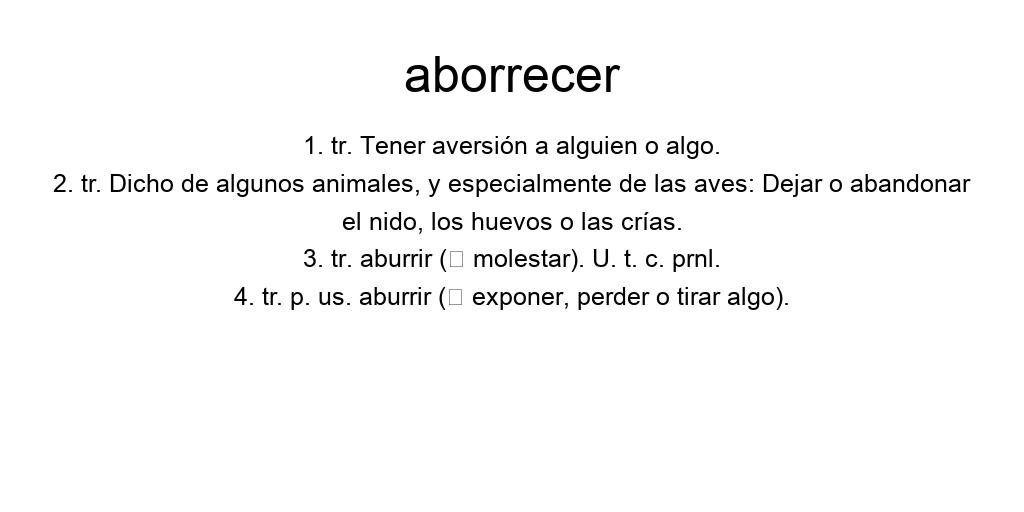 aborrecer
1. tr. Tener aversión a alguien o algo.
2. tr. Dicho de algunos animales, y especialmente de las aves: Dejar o abandonar
el nido, los huevos o las crías.
3. tr. aburrir (□ molestar). U. t. c. prnl.
4. tr. p. us. aburrir (□ exponer, perder o tirar algo).